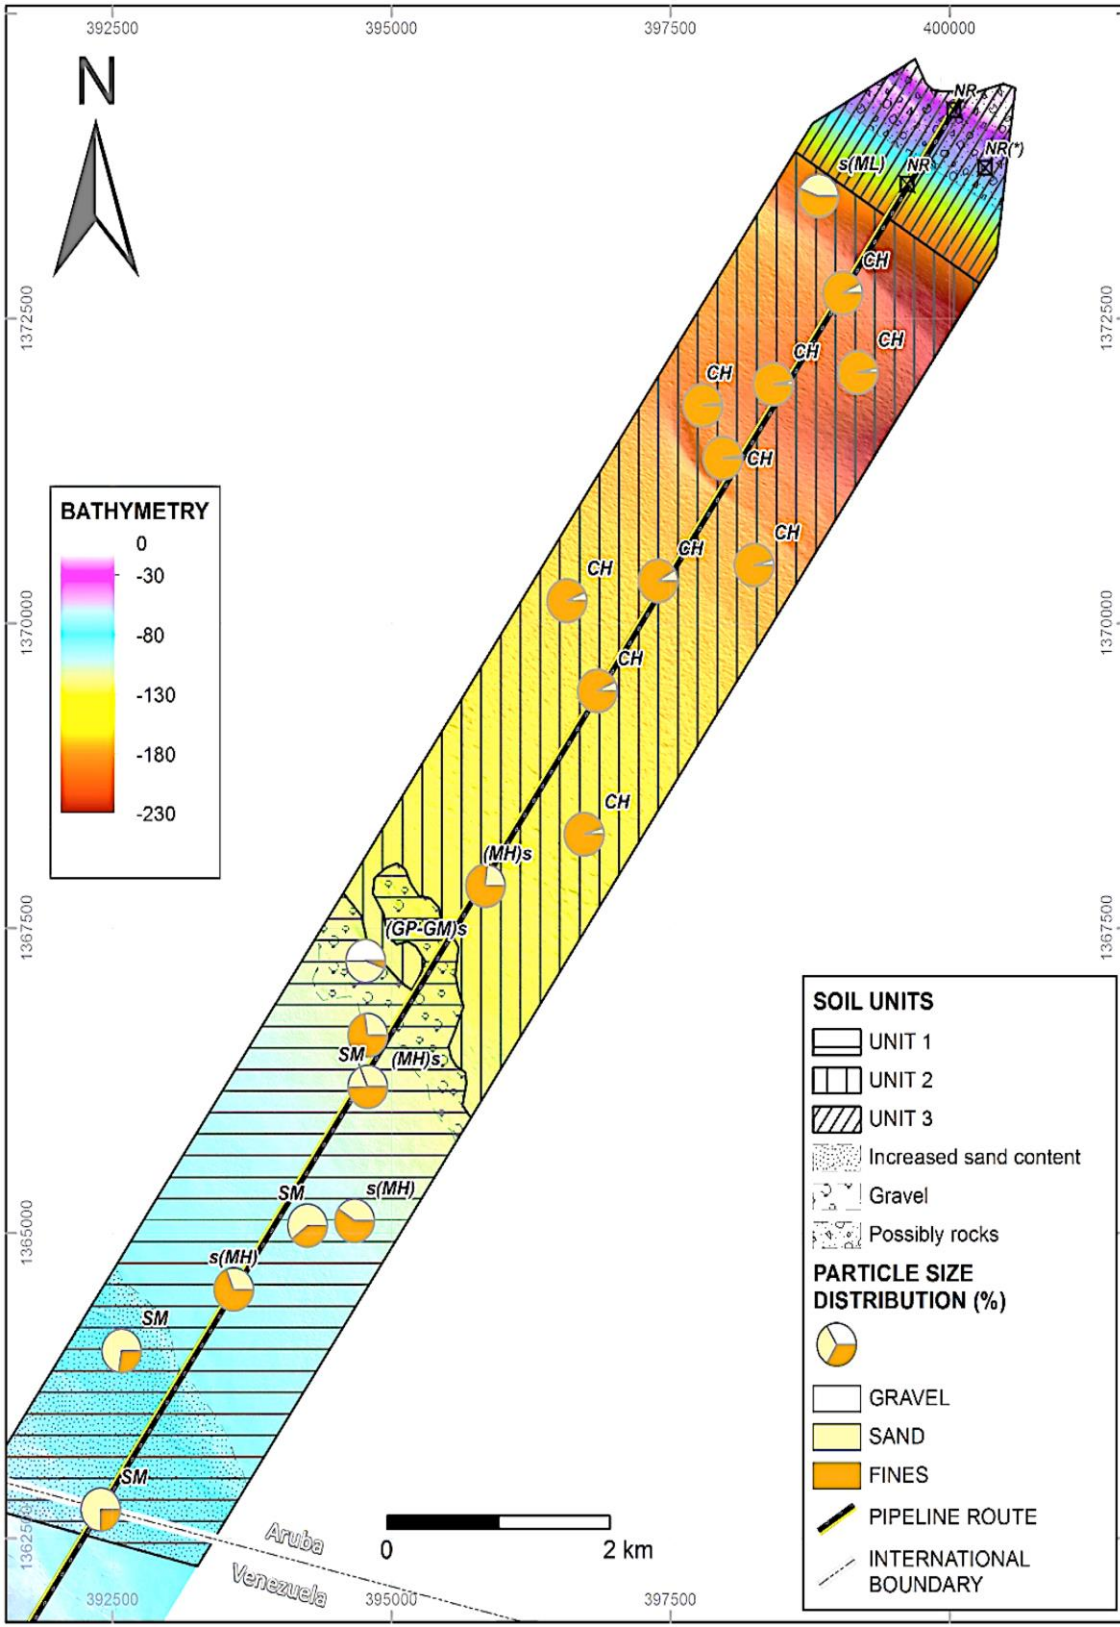 392500
395000
397500
400000
N
NR
NR(*)
NR
s(ML)
CH
1372500
1372500
CH
CH
CH
CH
BATHYMETRY
0
-30
-80
-130
-180
-230
CH
CH
CH
1370000
1370000
CH
CH
(MH)s
1367500
(GP-GM)s
1367500
SM
(MH)s
SM
s(MH)
1365000
s(MH)
SM
SM
1362500
Aruba
Venezuela
0
2 km
392500
395000
397500
SOIL UNITS
UNIT 1
UNIT 2
UNIT 3
Increased sand content
Gravel
Possibly rocks
PARTICLE SIZE
DISTRIBUTION (%)
GRAVEL
SAND
FINES
PIPELINE ROUTE
INTERNATIONAL
BOUNDARY